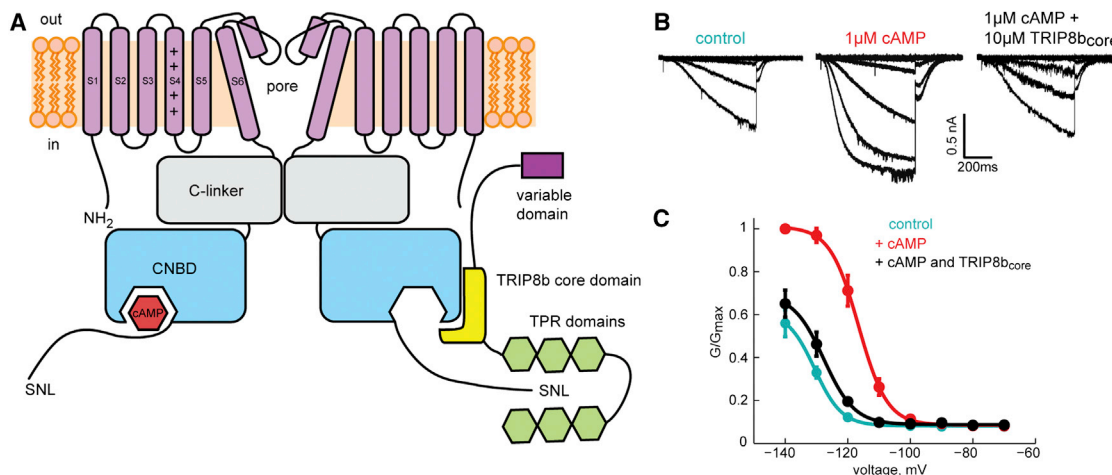 A
out
in
S1 S2 S3 S4 S5 S6
+
+
+
+
pore
C-linker
NH2
CNBD
cAMP
SNL
variable
domain
TRIP8b core domain
TPR domains
SNL
B
control
1µM cAMP
1µM cAMP +
10µM TRIP8bcore
0.5 nA
200ms
C
control
+ cAMP
+ cAMP and TRIP8bcore
G/Gmax
1
0.8
0.6
0.4
0.2
0
−140 −120 −100 −80 −60
voltage, mV